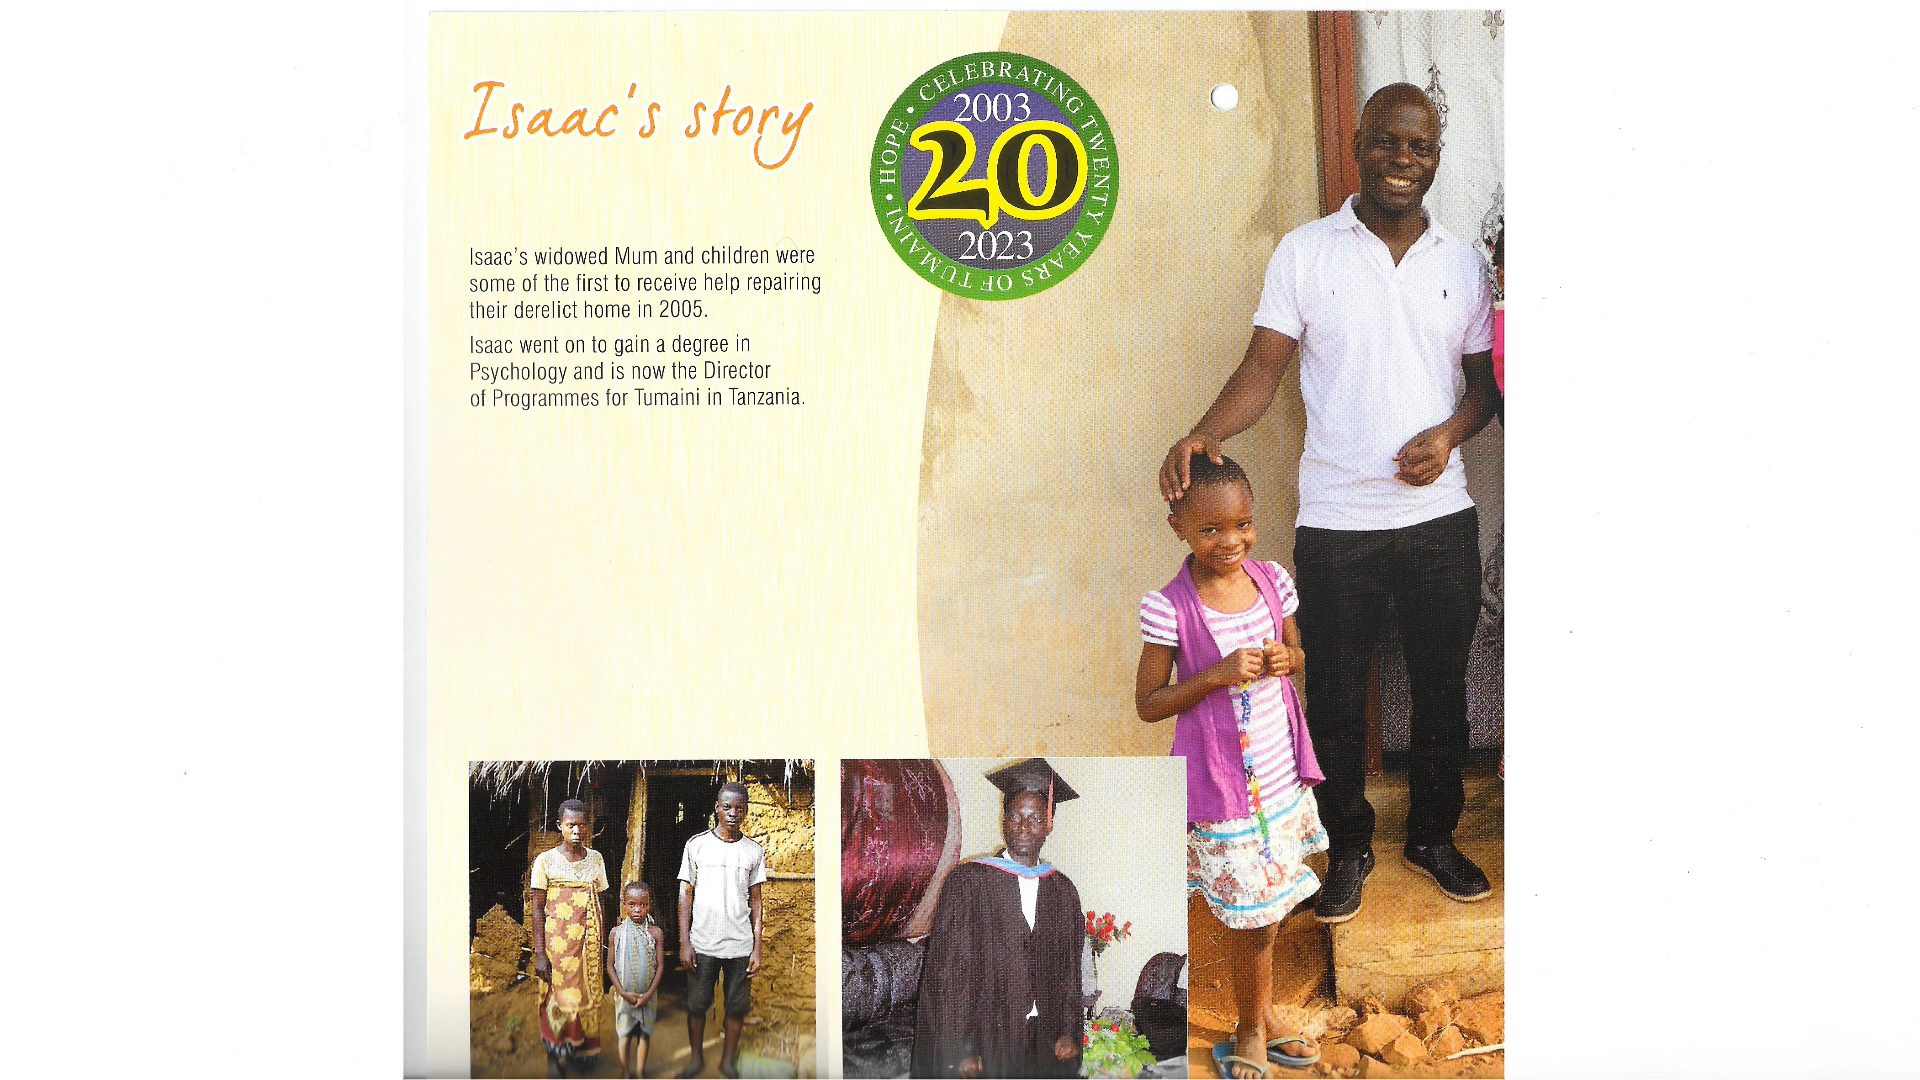 Isaac's story
HOPE • CELEBRATING TWENTY YEARS OF TUMAINI •
2003
20
2023
Isaac's widowed Mum and children were
some of the first to receive help repairing
their derelict home in 2005.
Isaac went on to gain a degree in
Psychology and is now the Director
of Programmes for Tumaini in Tanzania.